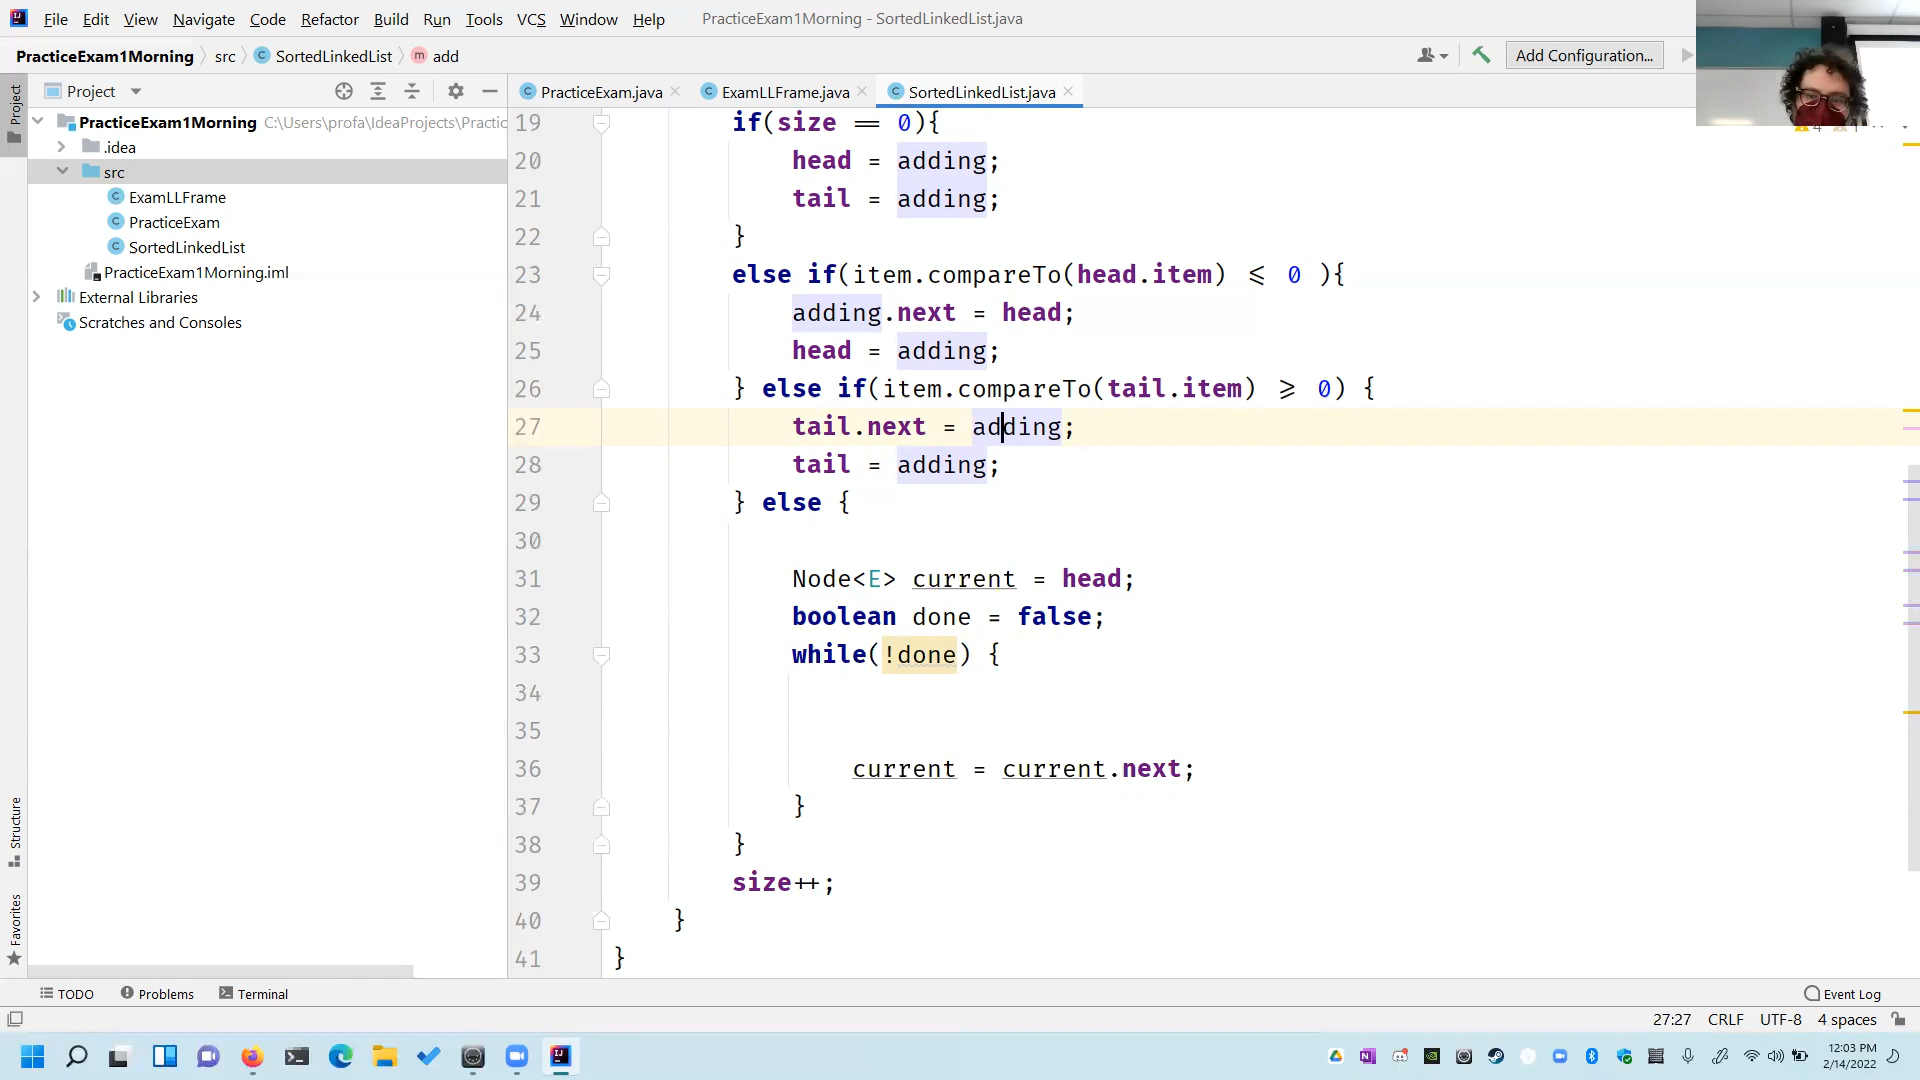 File Edit View Navigate Code Refactor Build Run Tools VCS Window Help PracticeExam1Morning - SortedLinkedList.java
PracticeExam1Morning src SortedLinkedList add Add Configuration...
Project PracticeExam.java ExamLLFrame.java SortedLinkedList.java
PracticeExam1Morning C:\Users\profa\IdeaProjects\Practic
.idea
src
ExamLLFrame
PracticeExam
SortedLinkedList
PracticeExam1Morning.iml
External Libraries
Scratches and Consoles
Project
Structure
Favorites
19 if(size == 0){
20 head = adding;
21 tail = adding;
22 }
23 else if(item.compareTo(head.item) <= 0 ){
24 adding.next = head;
25 head = adding;
26 } else if(item.compareTo(tail.item) >= 0) {
27 tail.next = adding;
28 tail = adding;
29 } else {
30
31 Node<E> current = head;
32 boolean done = false;
33 while(!done) {
34
35
36 current = current.next;
37 }
38 }
39 size++;
40 }
41 }
TODO Problems Terminal Event Log
27:27 CRLF UTF-8 4 spaces
12:03 PM
2/14/2022